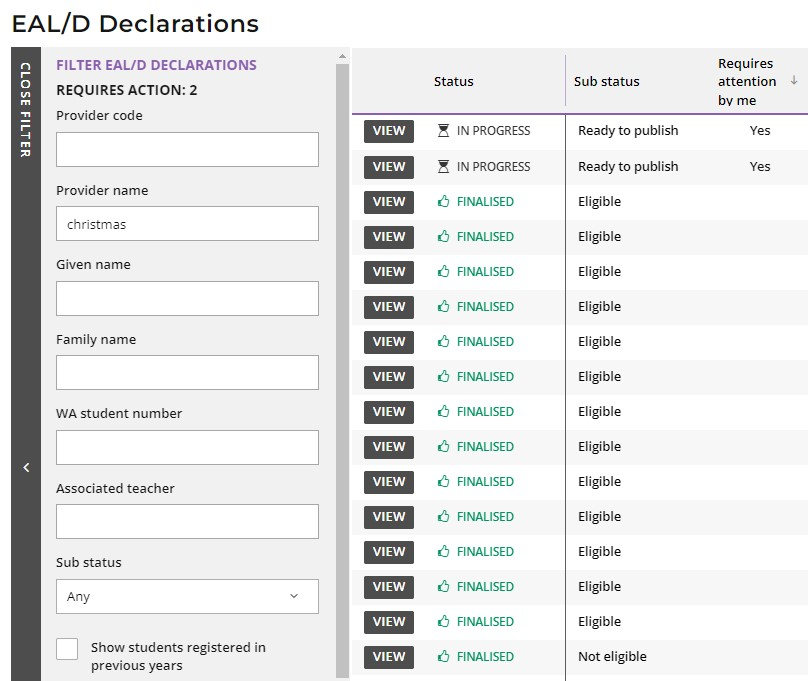 EAL/D Declarations
CLOSE FILTER
FILTER EAL/D DECLARATIONS
REQUIRES ACTION: 2
Provider code
Provider name
christmas
Given name
Family name
WA student number
Associated teacher
Sub status
Any
Show students registered in
previous years
Status Sub status Requires
attention
by me
VIEW IN PROGRESS Ready to publish Yes
VIEW IN PROGRESS Ready to publish Yes
VIEW FINALISED Eligible
VIEW FINALISED Eligible
VIEW FINALISED Eligible
VIEW FINALISED Eligible
VIEW FINALISED Eligible
VIEW FINALISED Eligible
VIEW FINALISED Eligible
VIEW FINALISED Eligible
VIEW FINALISED Eligible
VIEW FINALISED Eligible
VIEW FINALISED Eligible
VIEW FINALISED Eligible
VIEW FINALISED Eligible
VIEW FINALISED Not eligible